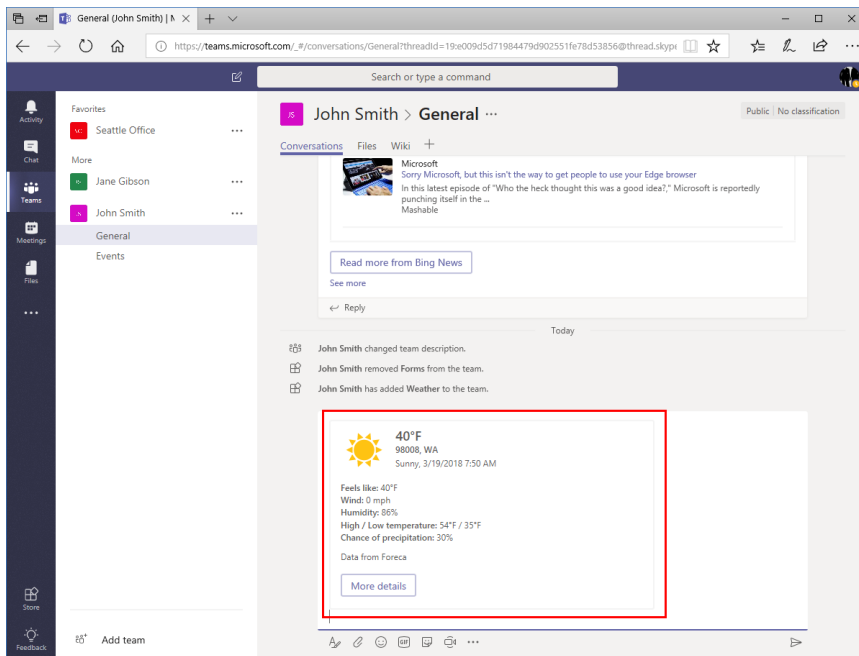 General (John Smith) | M
https://teams.microsoft.com/_#/conversations/General?threadId=19:e009d5d71984479d902551fe78d53856@thread.skype
Search or type a command
Activity
Chat
Teams
Meetings
Files
Store
Feedback
Favorites
Seattle Office
More
Jane Gibson
JS
John Smith
General
Events
Add team
JS
John Smith > General
Public
No classification
Conversations Files Wiki
Microsoft
Sorry Microsoft, but this isn't the way to get people to use your Edge browser
In this latest episode of "Who the heck thought this was a good idea?," Microsoft is reportedly
punching itself in the ...
Mashable
Read more from Bing News
See more
Reply
Today
John Smith changed team description.
John Smith removed Forms from the team.
John Smith has added Weather to the team.
40°F
98008, WA
Sunny, 3/19/2018 7:50 AM
Feels like: 40°F
Wind: 0 mph
Humidity: 86%
High / Low temperature: 54°F / 35°F
Chance of precipitation: 30%
Data from Foreca
More details
GIF